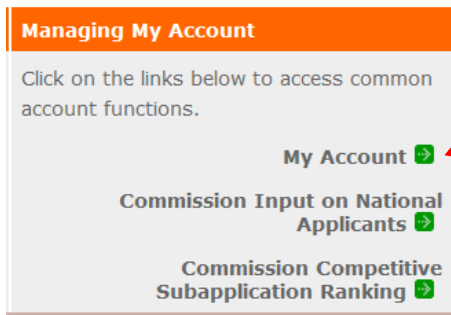 Managing My Account
Click on the links below to access common
account functions.
My Account
Commission Input on National
Applicants
Commission Competitive
Subapplication Ranking